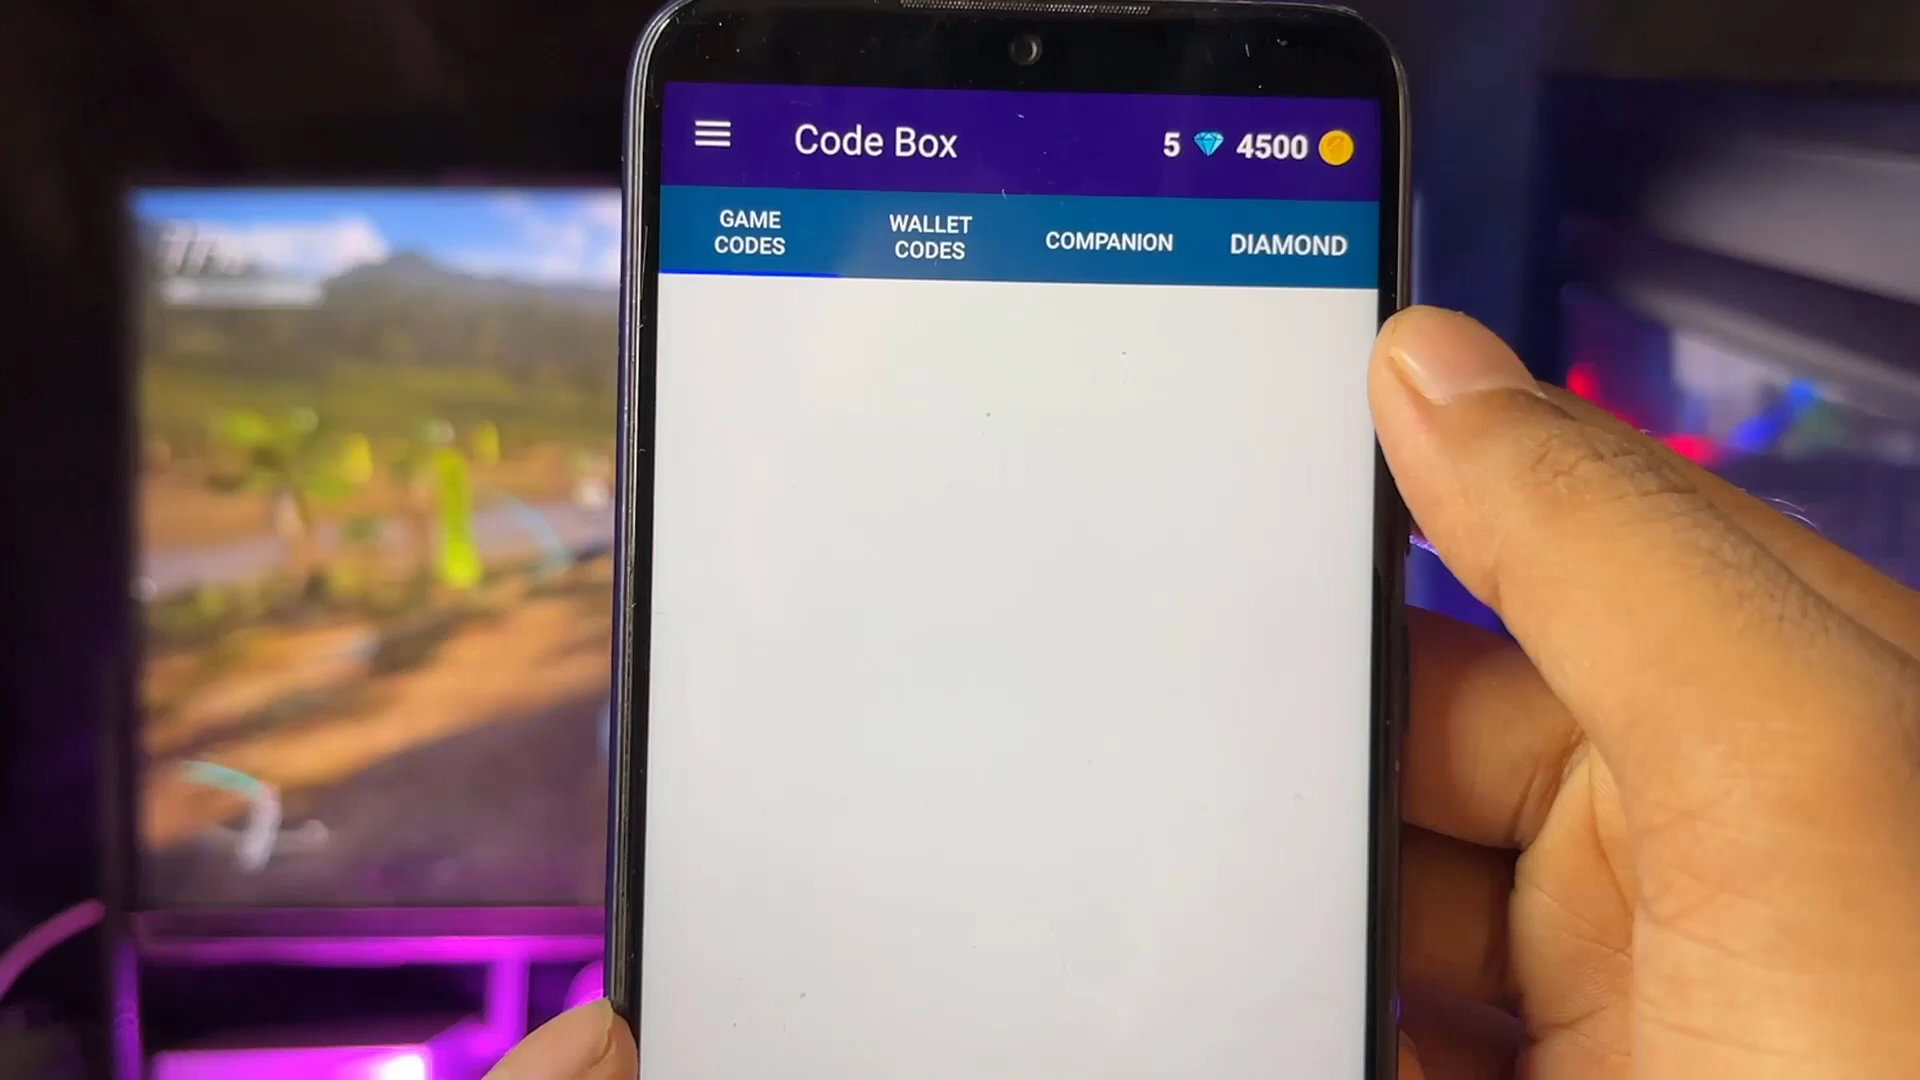 Code Box
5 4500
GAME
CODES
WALLET
CODES
COMPANION
DIAMOND